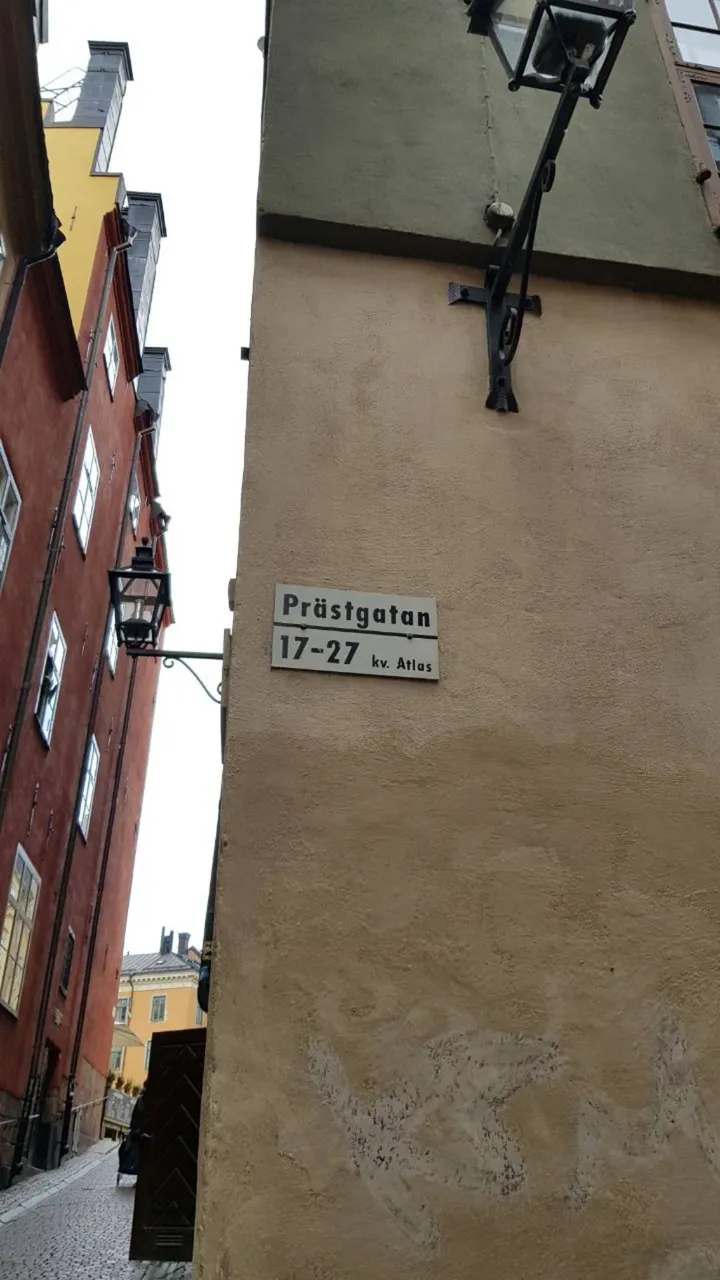 Prästgatan
17-27 kv. Atlas